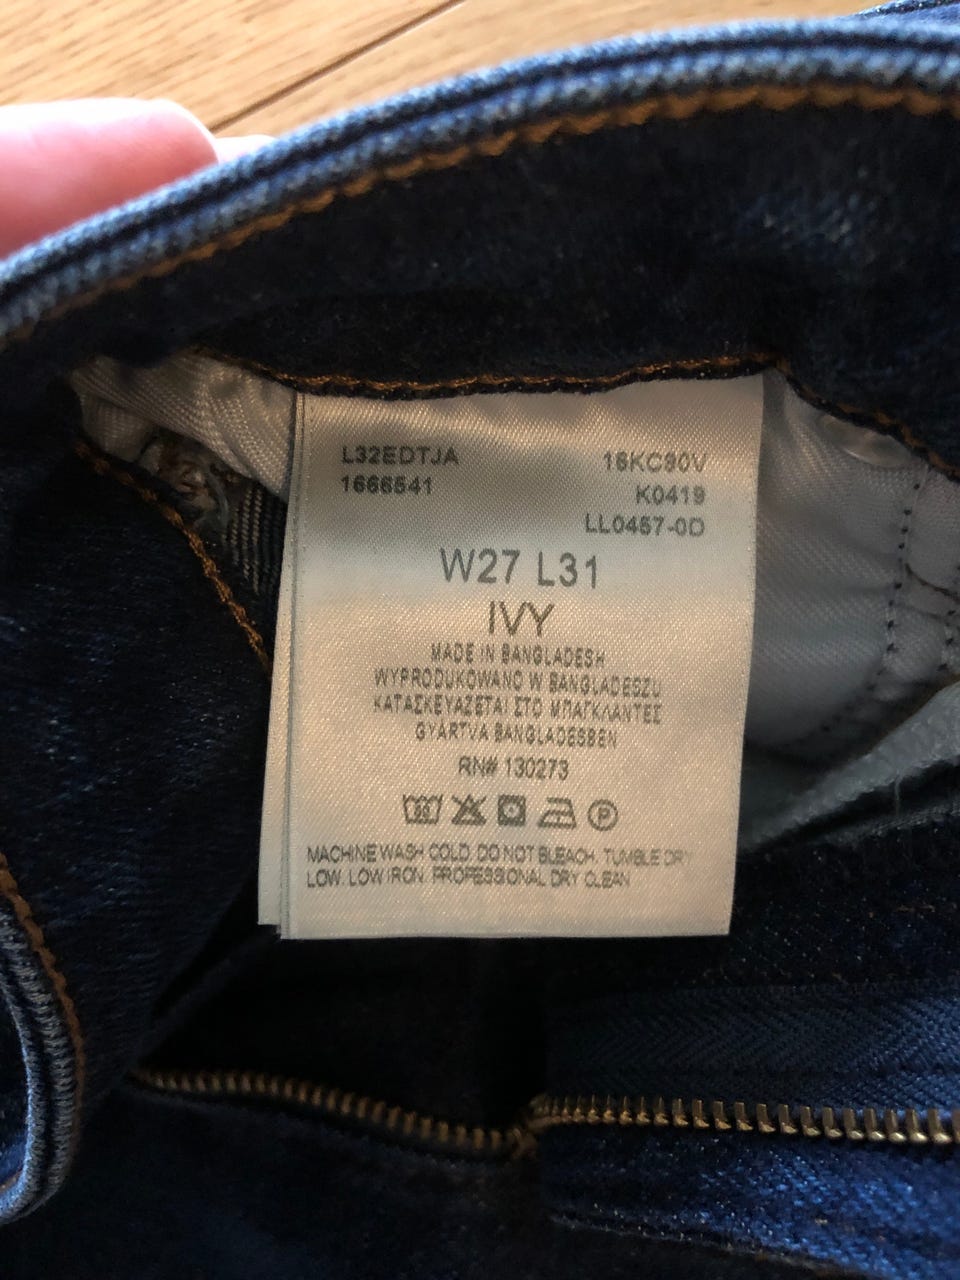 L32EDTJA 16KC90V
1666541 K0419
LL0457-0D
W27 L31
IVY
MADE IN BANGLADESH
WYPRODUKOWANO W BANGLADESZU
ΚΑΤΑΣΚΕΥΑΖΕΤΑΙ ΣΤΟ ΜΠΑΓΚΛΑΝΤΕΣ
GYÁRTVA BANGLADESBEN
RN# 130273
30 P
MACHINE WASH COLD. DO NOT BLEACH. TUMBLE DRY
LOW. LOW IRON. PROFESSIONAL DRY CLEAN